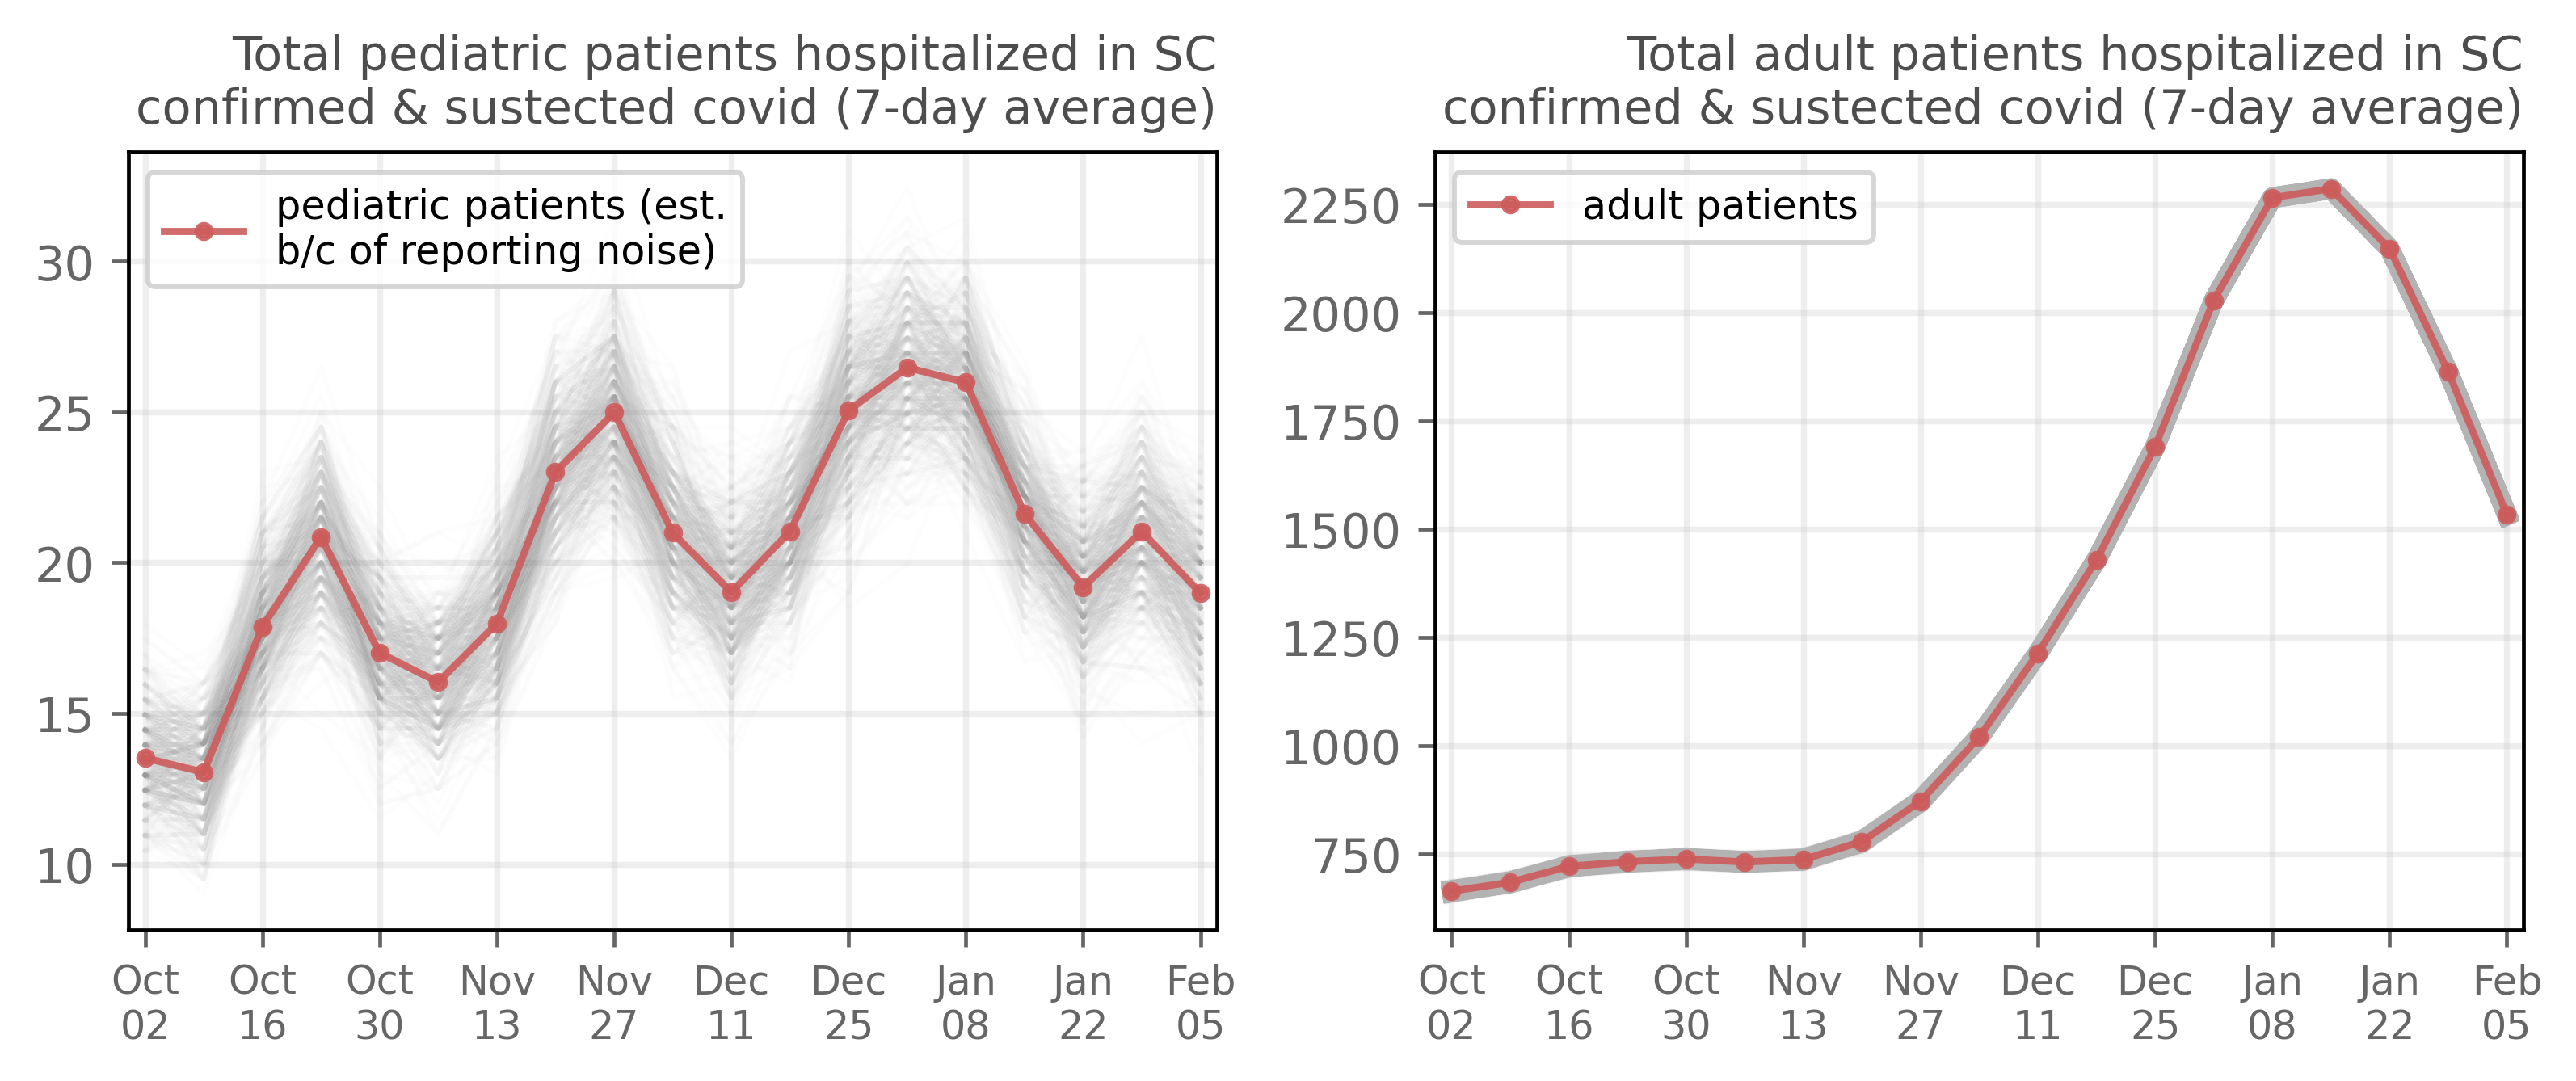 Total pediatric patients hospitalized in SC
confirmed & sustected covid (7-day average)
pediatric patients (est.
b/c of reporting noise)
30
25
20
15
10
Oct Oct Oct Nov Nov Dec Dec Jan Jan Feb
02 16 30 13 27 11 25 08 22 05
Total adult patients hospitalized in SC
confirmed & sustected covid (7-day average)
adult patients
2250
2000
1750
1500
1250
1000
750
Oct Oct Oct Nov Nov Dec Dec Jan Jan Feb
02 16 30 13 27 11 25 08 22 05